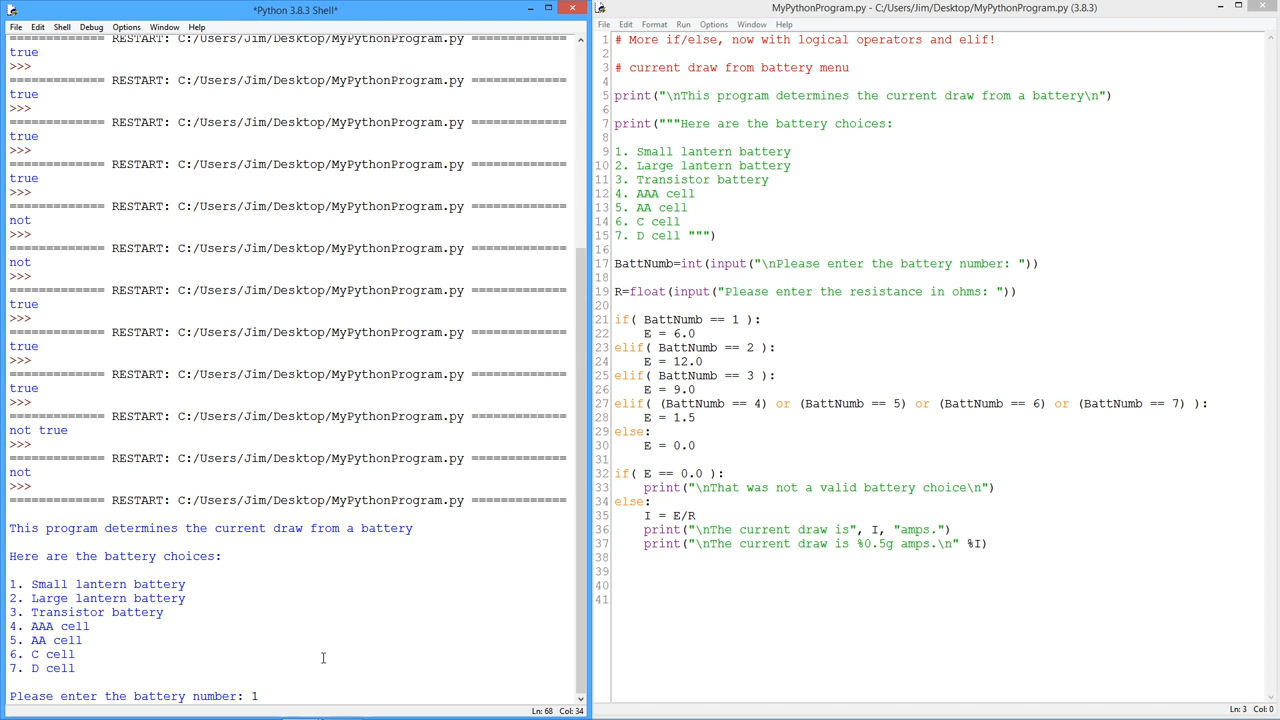 *Python 3.8.3 Shell*
File Edit Shell Debug Options Window Help
============ RESTART: C:/Users/Jim/Desktop/MyPythonProgram.py ============
true
>>>
============ RESTART: C:/Users/Jim/Desktop/MyPythonProgram.py ============
true
>>>
============ RESTART: C:/Users/Jim/Desktop/MyPythonProgram.py ============
true
>>>
============ RESTART: C:/Users/Jim/Desktop/MyPythonProgram.py ============
true
>>>
============ RESTART: C:/Users/Jim/Desktop/MyPythonProgram.py ============
not
>>>
============ RESTART: C:/Users/Jim/Desktop/MyPythonProgram.py ============
not
>>>
============ RESTART: C:/Users/Jim/Desktop/MyPythonProgram.py ============
true
>>>
============ RESTART: C:/Users/Jim/Desktop/MyPythonProgram.py ============
true
>>>
============ RESTART: C:/Users/Jim/Desktop/MyPythonProgram.py ============
true
>>>
============ RESTART: C:/Users/Jim/Desktop/MyPythonProgram.py ============
not true
>>>
============ RESTART: C:/Users/Jim/Desktop/MyPythonProgram.py ============
not
>>>
============ RESTART: C:/Users/Jim/Desktop/MyPythonProgram.py ============
This program determines the current draw from a battery
Here are the battery choices:
1. Small lantern battery
2. Large lantern battery
3. Transistor battery
4. AAA cell
5. AA cell
6. C cell
7. D cell
Please enter the battery number: 1
Ln: 68 Col: 34
MyPythonProgram.py - C:/Users/Jim/Desktop/MyPythonProgram.py (3.8.3)
File Edit Format Run Options Window Help
1 # More if/else, now with logical operators and elif!
2
3 # current draw from battery menu
4
5 print("\nThis program determines the current draw from a battery\n")
6
7 print("""Here are the battery choices:
8
9 1. Small lantern battery
10 2. Large lantern battery
11 3. Transistor battery
12 4. AAA cell
13 5. AA cell
14 6. C cell
15 7. D cell """)
16
17 BattNumb=int(input("\nPlease enter the battery number: "))
18
19 R=float(input("Please enter the resistance in ohms: "))
20
21 if( BattNumb == 1 ):
22     E = 6.0
23 elif( BattNumb == 2 ):
24     E = 12.0
25 elif( BattNumb == 3 ):
26     E = 9.0
27 elif( (BattNumb == 4) or (BattNumb == 5) or (BattNumb == 6) or (BattNumb == 7) ):
28     E = 1.5
29 else:
30     E = 0.0
31
32 if( E == 0.0 ):
33     print("\nThat was not a valid battery choice\n")
34 else:
35     I = E/R
36     print("\nThe current draw is", I, "amps.")
37     print("\nThe current draw is %0.5g amps.\n" %I)
38
39
40
41
Ln: 3 Col: 0